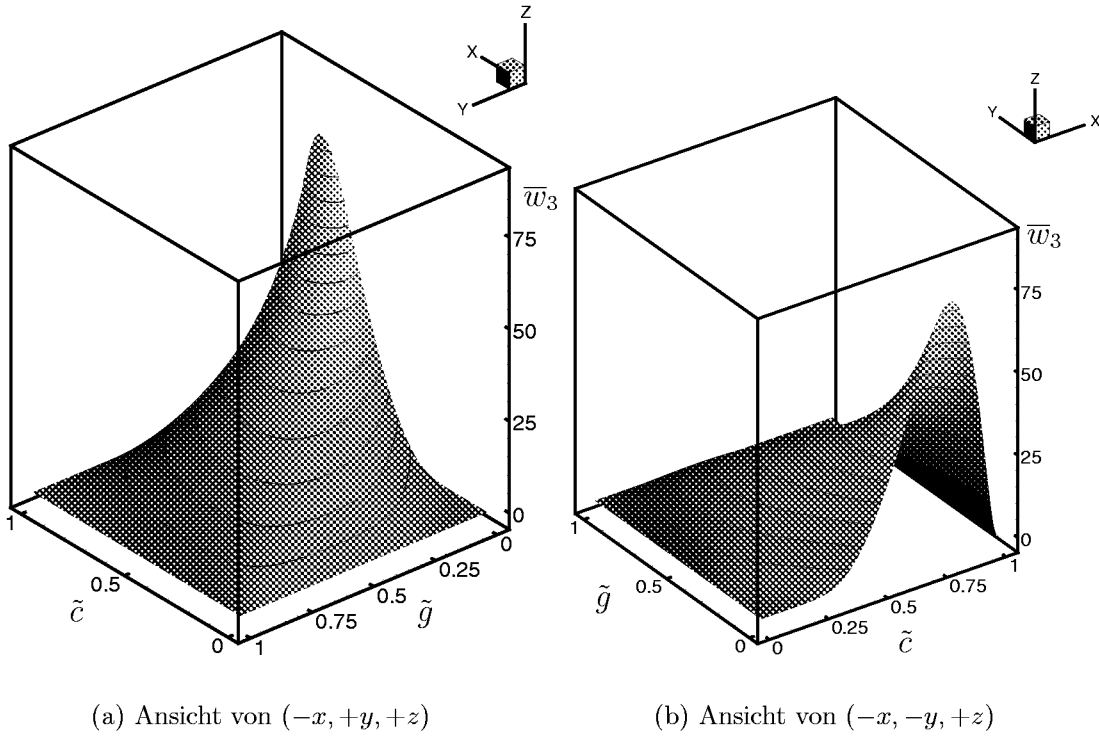 Z
X
Y
w̅₃
75
50
25
0
1
0.5
c̃
0
1
0.75
0.5
g̃
0.25
0
(a) Ansicht von (−x, +y, +z)
Z
Y
X
w̅₃
75
50
25
0
1
0.5
g̃
0
0
0.25
0.5
c̃
0.75
1
(b) Ansicht von (−x, −y, +z)